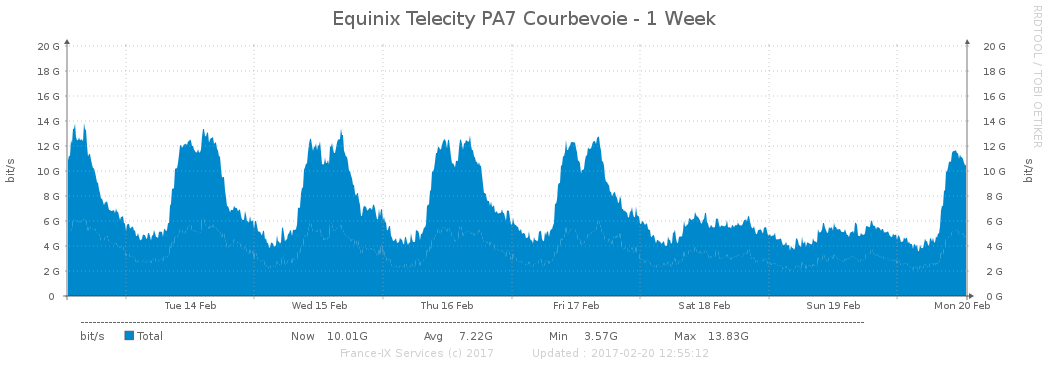 Equinix Telecity PA7 Courbevoie - 1 Week
RRDTOOL / TOBI OETIKER
20 G 20 G
18 G 18 G
16 G 16 G
14 G 14 G
12 G 12 G
10 G 10 G
8 G 8 G
6 G 6 G
4 G 4 G
2 G 2 G
0 0 G
bit/s
bit/s
Tue 14 Feb Wed 15 Feb Thu 16 Feb Fri 17 Feb Sat 18 Feb Sun 19 Feb Mon 20 Feb
bit/s Total Now 10.01G Avg 7.22G Min 3.57G Max 13.83G
France-IX Services (c) 2017 Updated : 2017-02-20 12:55:12